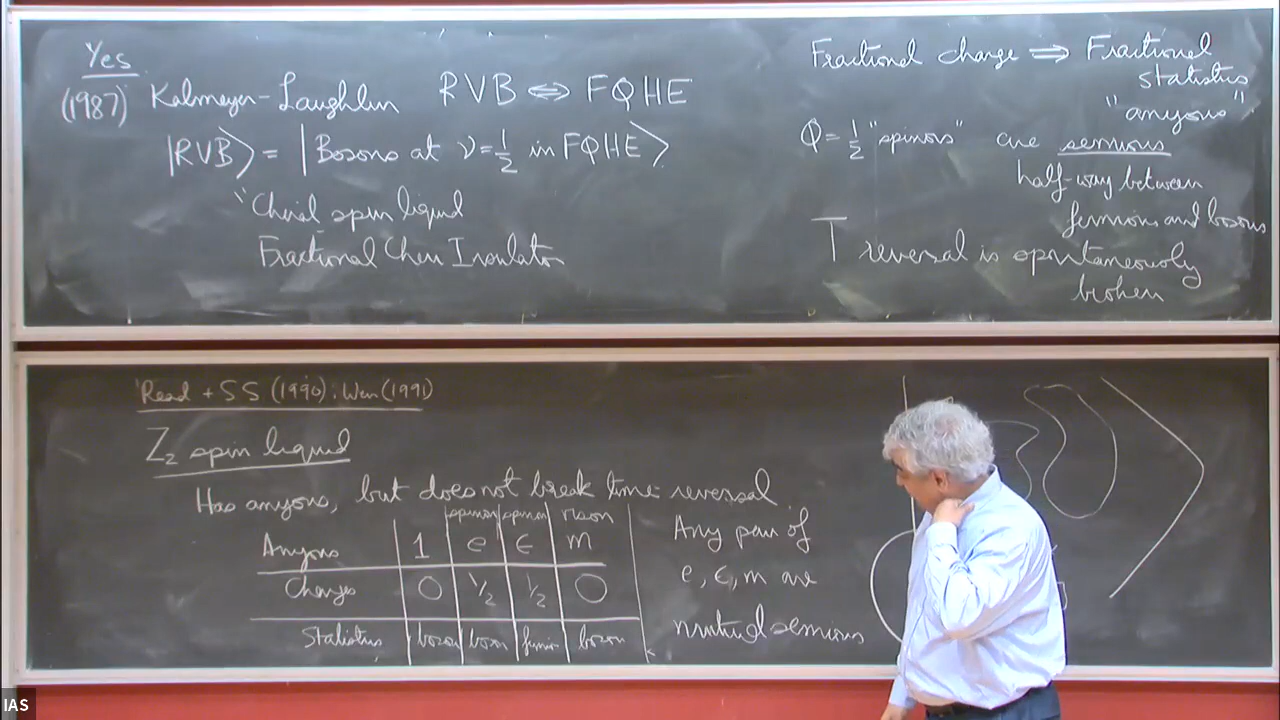 Yes
(1987) Kalmeyer-Laughlin RVB ⟺ FQHE
|RVB⟩ = |Bosons at ν=1/2 in FQHE⟩
"Chiral spin liquid
Fractional Chern Insulator
Fractional charge ⟹ Fractional
statistics
"anyons"
Q=1/2 "spinors" are semions
half-way between
fermions and bosons
T reversal is spontaneously
broken
Read + SS (1990); Wen (1991)
Z2 spin liquid
Has anyons, but does not break time-reversal
spinon spinon vison
Anyons 1 e ε m
Charges 0 1/2 1/2 0
Statistics boson boson fermion boson
Any pair of
e, ε, m are
mutual semions
IAS